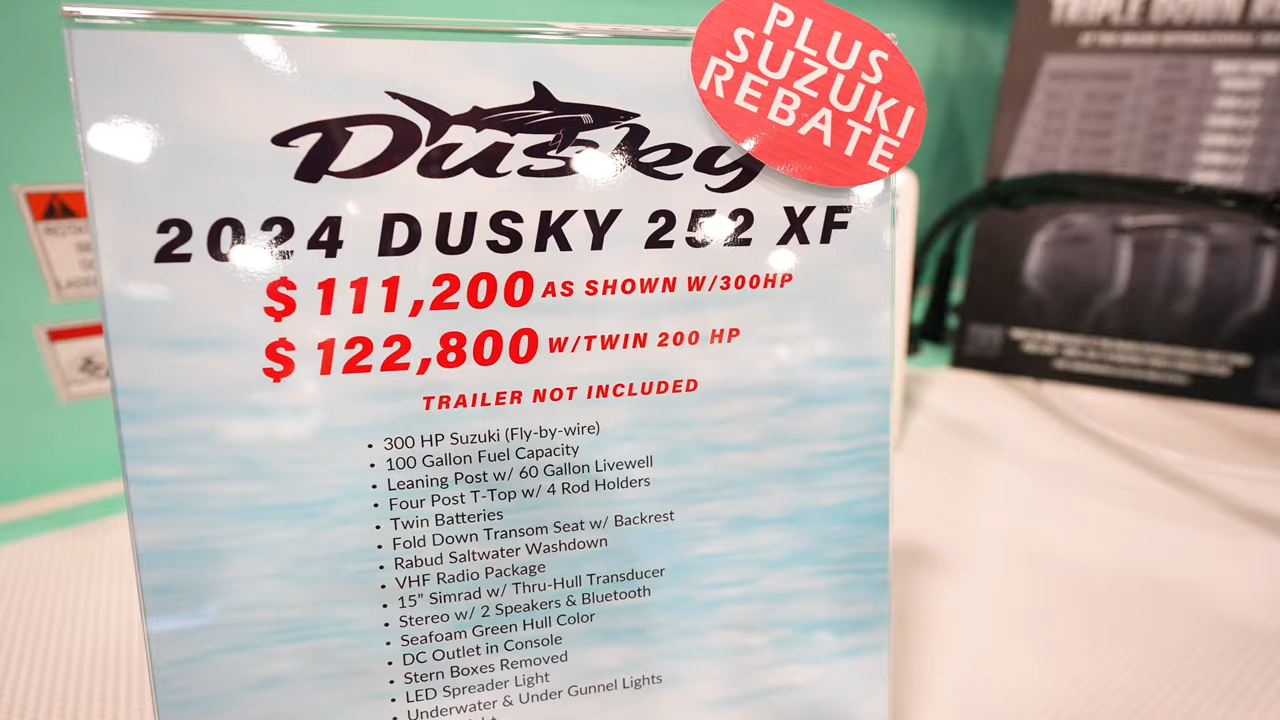 PLUS
SUZUKI
REBATE
Dusky
2024 DUSKY 252 XF
$111,200 AS SHOWN W/300HP
$122,800 W/TWIN 200 HP
TRAILER NOT INCLUDED
• 300 HP Suzuki (Fly-by-wire)
• 100 Gallon Fuel Capacity
• Leaning Post w/ 60 Gallon Livewell
• Four Post T-Top w/ 4 Rod Holders
• Twin Batteries
• Fold Down Transom Seat w/ Backrest
• Rabud Saltwater Washdown
• VHF Radio Package
• 15” Simrad w/ Thru-Hull Transducer
• Stereo w/ 2 Speakers & Bluetooth
• Seafoam Green Hull Color
• DC Outlet in Console
• Stern Boxes Removed
• LED Spreader Light
• Underwater & Under Gunnel Lights
TRIPLE DOWN